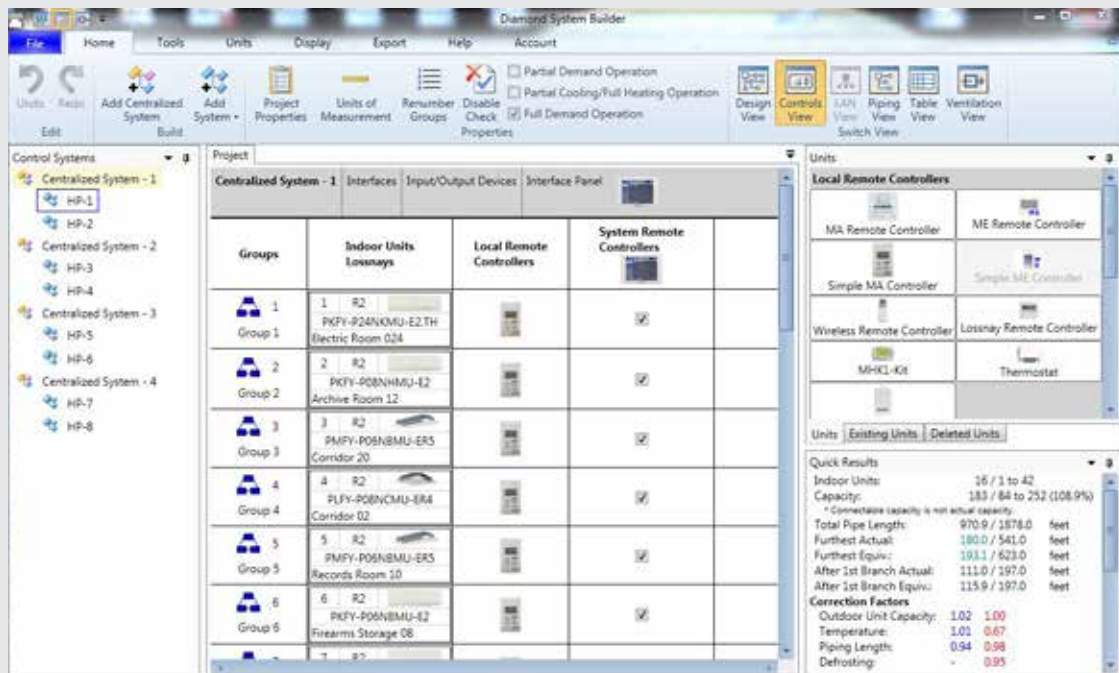 Diamond System Builder
File Home Tools Units Display Export Help Account
Undo Redo
Edit
Add Centralized System
Add System
Build
Project Properties
Units of Measurement
Renumber Groups
Disable Check
Partial Demand Operation
Partial Cooling/Full Heating Operation
Full Demand Operation
Properties
Design View
Controls View
LAN View
Piping View
Table View
Ventilation View
Switch View
Control Systems
Centralized System - 1
HP-1
HP-2
Centralized System - 2
HP-3
HP-4
Centralized System - 3
HP-5
HP-6
Centralized System - 4
HP-7
HP-8
Project
Centralized System - 1 Interfaces Input/Output Devices Interface Panel
Groups
Indoor Units
Lossnays
Local Remote
Controllers
System Remote
Controllers
1
Group 1
1 R2
PKFY-P24NKMU-E2.TH
Electric Room 024
2
Group 2
2 R2
PKFY-P08NHMU-E2
Archive Room 12
3
Group 3
3 R2
PMFY-P06NBMU-ER5
Corridor 20
4
Group 4
4 R2
PLFY-P08NCMU-ER4
Corridor 02
5
Group 5
5 R2
PMFY-P06NBMU-ER5
Records Room 10
6
Group 6
6 R2
PKFY-P06NBMU-E2
Firearms Storage 08
7 R2
Units
Local Remote Controllers
MA Remote Controller
ME Remote Controller
Simple MA Controller
Simple ME Controller
Wireless Remote Controller
Lossnay Remote Controller
MHK1-Kit
Thermostat
Units Existing Units Deleted Units
Quick Results
Indoor Units: 16 / 1 to 42
Capacity: 183 / 84 to 252 (108.9%)
* Connectable capacity is not actual capacity.
Total Pipe Length: 970.9 / 1878.0 feet
Furthest Actual: 180.0 / 541.0 feet
Furthest Equiv.: 193.1 / 623.0 feet
After 1st Branch Actual: 111.0 / 197.0 feet
After 1st Branch Equiv.: 115.9 / 197.0 feet
Correction Factors
Outdoor Unit Capacity: 1.02 1.00
Temperature: 1.01 0.67
Piping Length: 0.94 0.98
Defrosting: - 0.95